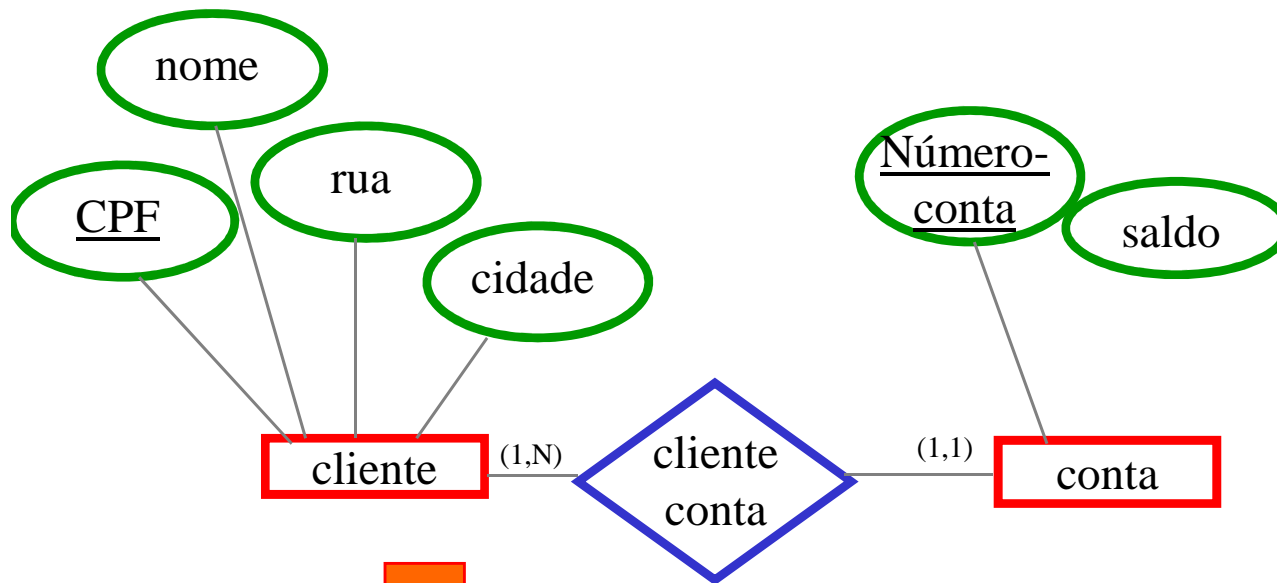 nome
rua
CPF
cidade
Número-
conta
saldo
cliente
(1,N)
cliente
conta
(1,1)
conta